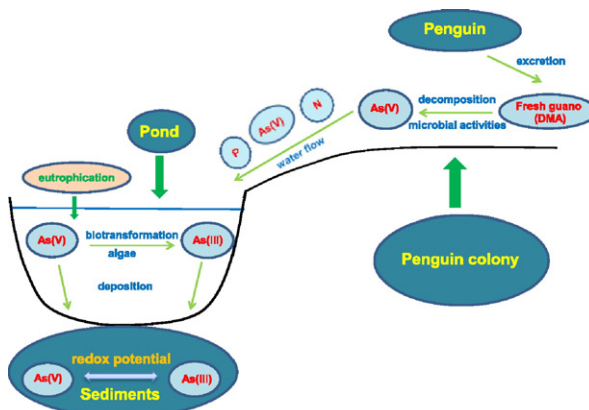 Penguin
excretion
Fresh guano
(DMA)
decomposition
microbial activities
As(V)
N
As(V)
P
water flow
Pond
eutrophication
As(V)
biotransformation
algae
As(III)
deposition
Penguin colony
redox potential
As(V)
As(III)
Sediments